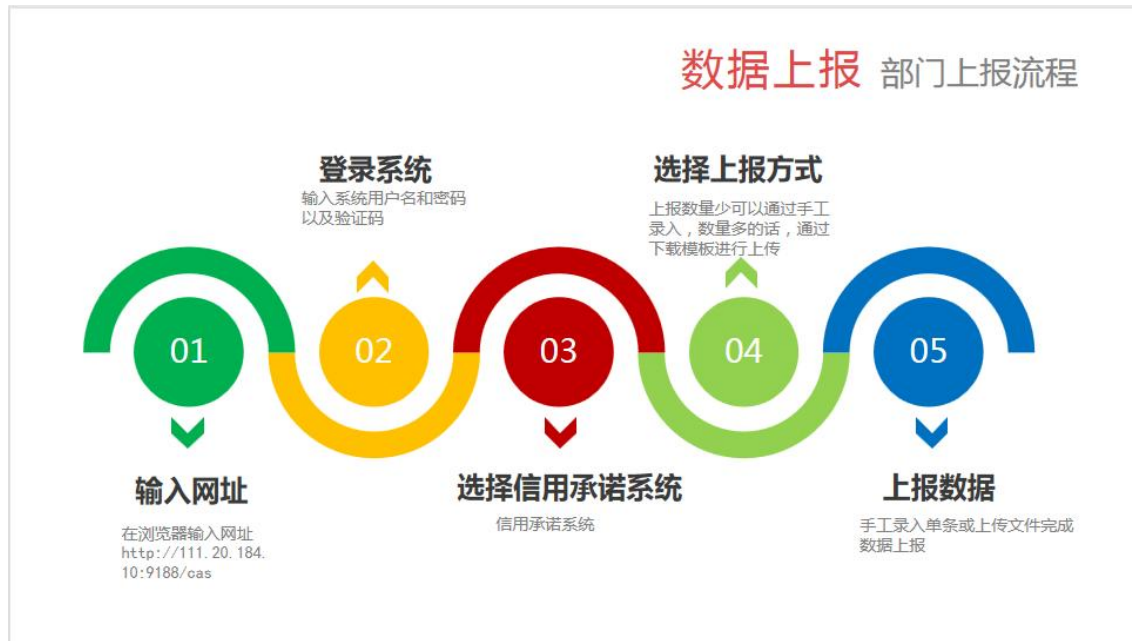 数据上报 部门上报流程
登录系统
输入系统用户名和密码
以及验证码
选择上报方式
上报数量少可以通过手工
录入，数量多的话，通过
下载模板进行上传
01
02
03
04
05
输入网址
在浏览器输入网址
http://111.20.184.
10:9188/cas
选择信用承诺系统
信用承诺系统
上报数据
手工录入单条或上传文件完成
数据上报